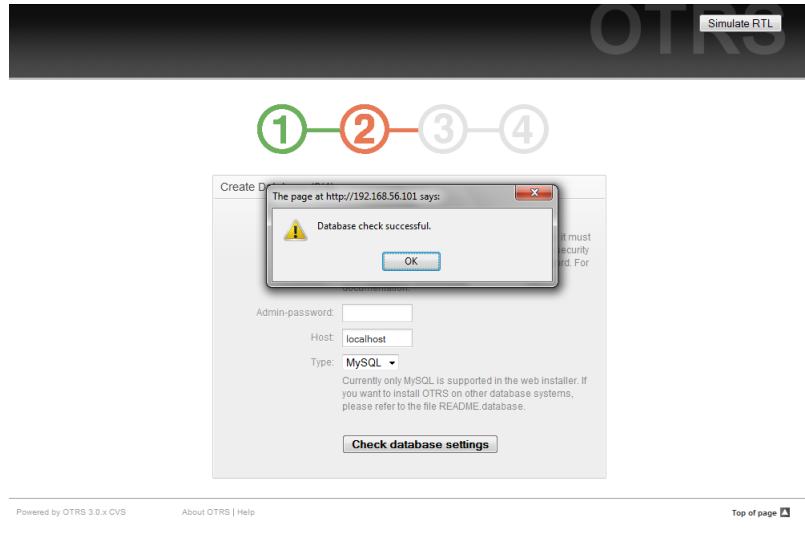 OTRS
Simulate RTL
1 2 3 4
Create D
The page at http://192.168.56.101 says:
Database check successful.
OK
it must
ecurity
rd. For
documentation.
Admin-password:
Host: localhost
Type: MySQL
Currently only MySQL is supported in the web installer. If
you want to install OTRS on other database systems,
please refer to the file README.database.
Check database settings
Powered by OTRS 3.0.x CVS
About OTRS | Help
Top of page